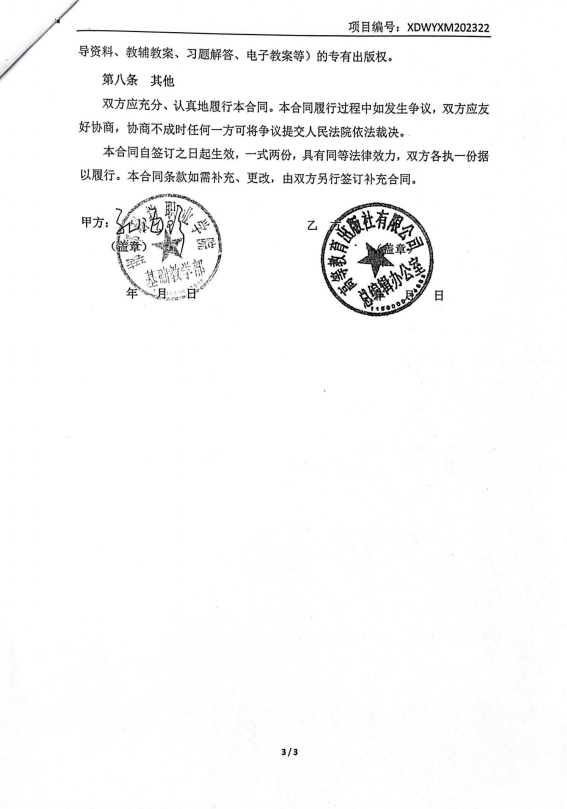 项目编号：XDWYXM202322
导资料、教辅教案、习题解答、电子教案等）的专有出版权。
第八条 其他
双方应充分、认真地履行本合同。本合同履行过程中如发生争议，双方应友
好协商，协商不成时任何一方可将争议提交人民法院依法裁决。
本合同自签订之日起生效，一式两份，具有同等法律效力，双方各执一份据
以履行。本合同条款如需补充、更改，由双方另行签订补充合同。
甲方：
职业学院
（盖章）
基础教学部
年 月 日
乙
高等教育出版社有限公司
盖章
总编辑办公室
月 日
3/3